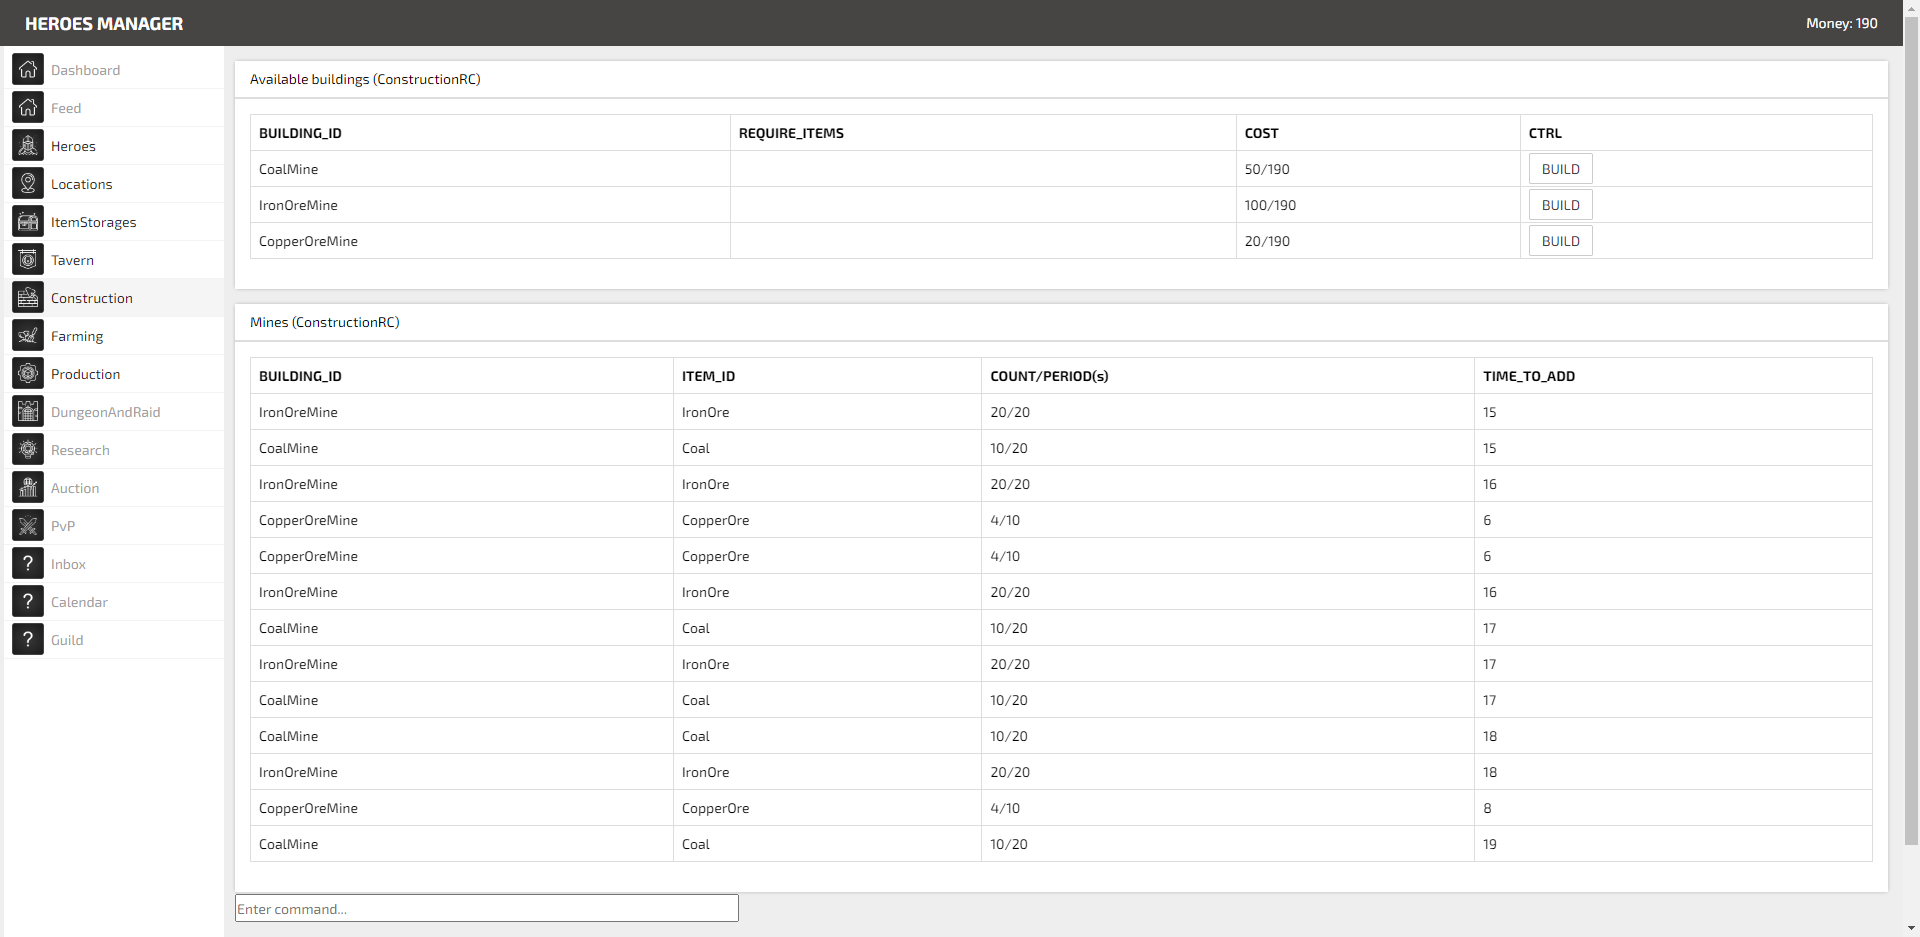 HEROES MANAGER
Money: 190
Dashboard
Feed
Heroes
Locations
ItemStorages
Tavern
Construction
Farming
Production
DungeonAndRaid
Research
Auction
PvP
? Inbox
? Calendar
? Guild
Available buildings (ConstructionRC)
BUILDING_ID REQUIRE_ITEMS COST CTRL
CoalMine 50/190 BUILD
IronOreMine 100/190 BUILD
CopperOreMine 20/190 BUILD
Mines (ConstructionRC)
BUILDING_ID ITEM_ID COUNT/PERIOD(s) TIME_TO_ADD
IronOreMine IronOre 20/20 15
CoalMine Coal 10/20 15
IronOreMine IronOre 20/20 16
CopperOreMine CopperOre 4/10 6
CopperOreMine CopperOre 4/10 6
IronOreMine IronOre 20/20 16
CoalMine Coal 10/20 17
IronOreMine IronOre 20/20 17
CoalMine Coal 10/20 17
CoalMine Coal 10/20 18
IronOreMine IronOre 20/20 18
CopperOreMine CopperOre 4/10 8
CoalMine Coal 10/20 19
Enter command...